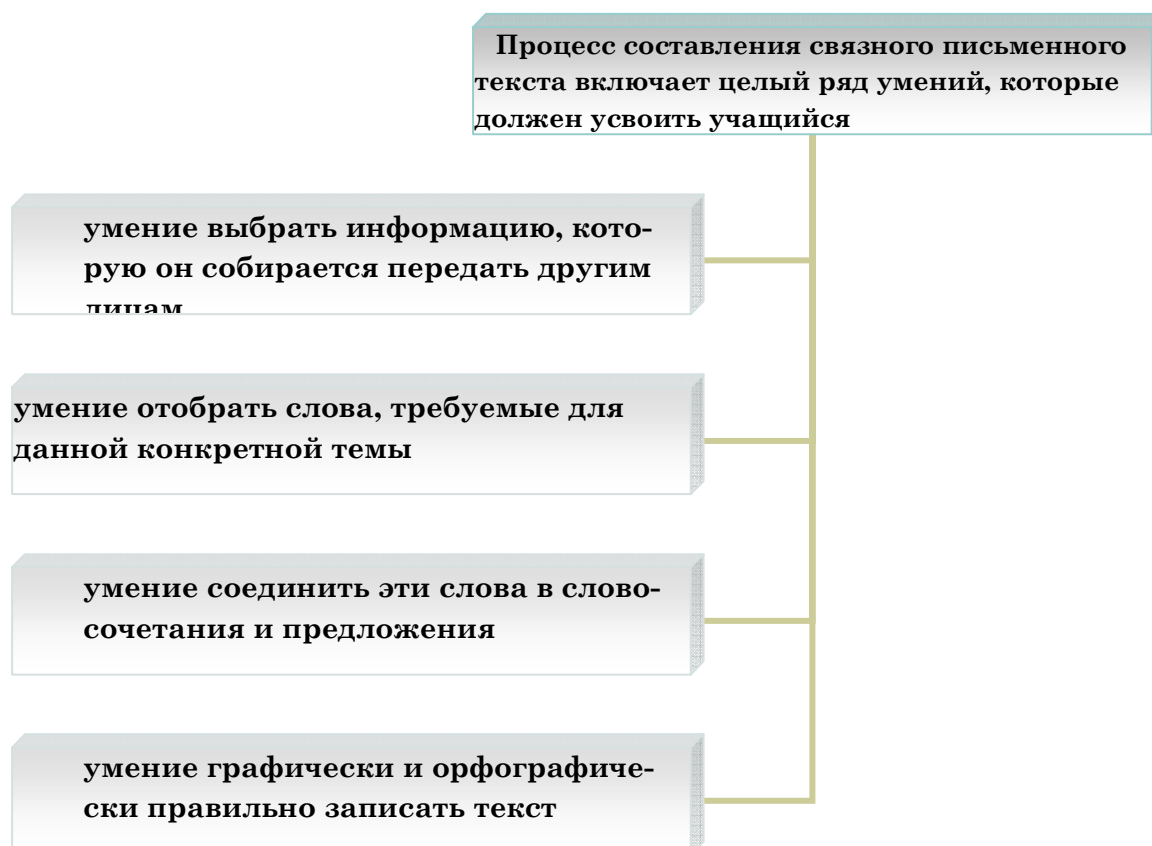 Процесс составления связного письменного
текста включает целый ряд умений, которые
должен усвоить учащийся
умение выбрать информацию, кото-
рую он собирается передать другим
лицам
умение отобрать слова, требуемые для
данной конкретной темы
умение соединить эти слова в слово-
сочетания и предложения
умение графически и орфографиче-
ски правильно записать текст